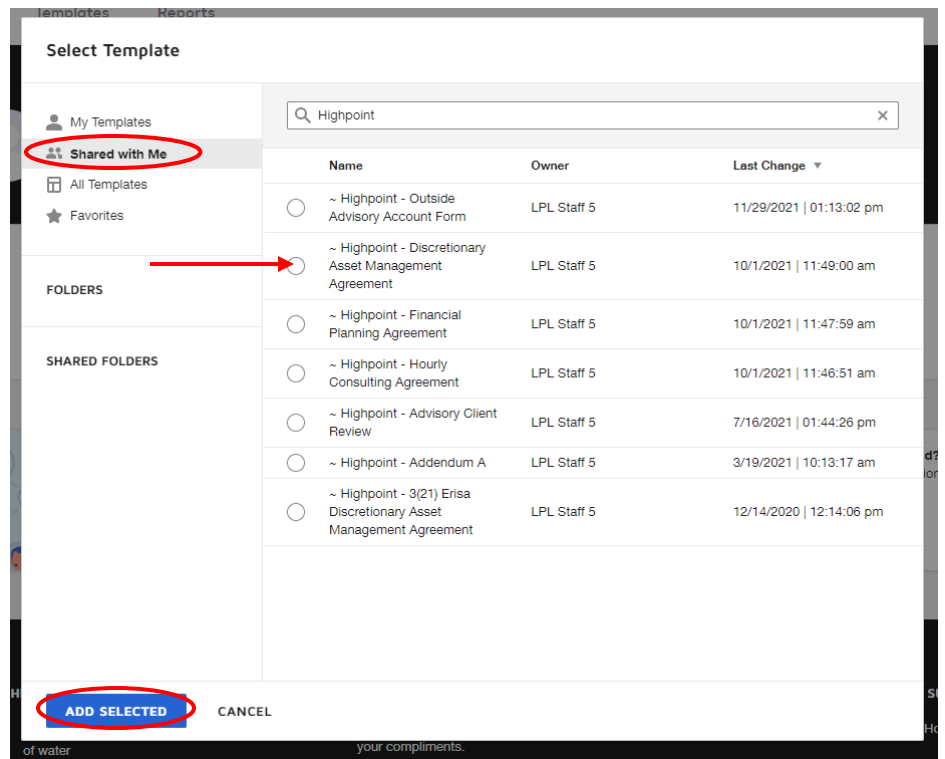 Templates Reports
Select Template
My Templates
Shared with Me
All Templates
Favorites
FOLDERS
SHARED FOLDERS
Highpoint
Name Owner Last Change
~ Highpoint - Outside
Advisory Account Form
LPL Staff 5
11/29/2021 | 01:13:02 pm
~ Highpoint - Discretionary
Asset Management
Agreement
LPL Staff 5
10/1/2021 | 11:49:00 am
~ Highpoint - Financial
Planning Agreement
LPL Staff 5
10/1/2021 | 11:47:59 am
~ Highpoint - Hourly
Consulting Agreement
LPL Staff 5
10/1/2021 | 11:46:51 am
~ Highpoint - Advisory Client
Review
LPL Staff 5
7/16/2021 | 01:44:26 pm
~ Highpoint - Addendum A
LPL Staff 5
3/19/2021 | 10:13:17 am
~ Highpoint - 3(21) Erisa
Discretionary Asset
Management Agreement
LPL Staff 5
12/14/2020 | 12:14:06 pm
ADD SELECTED CANCEL
of water
your compliments.